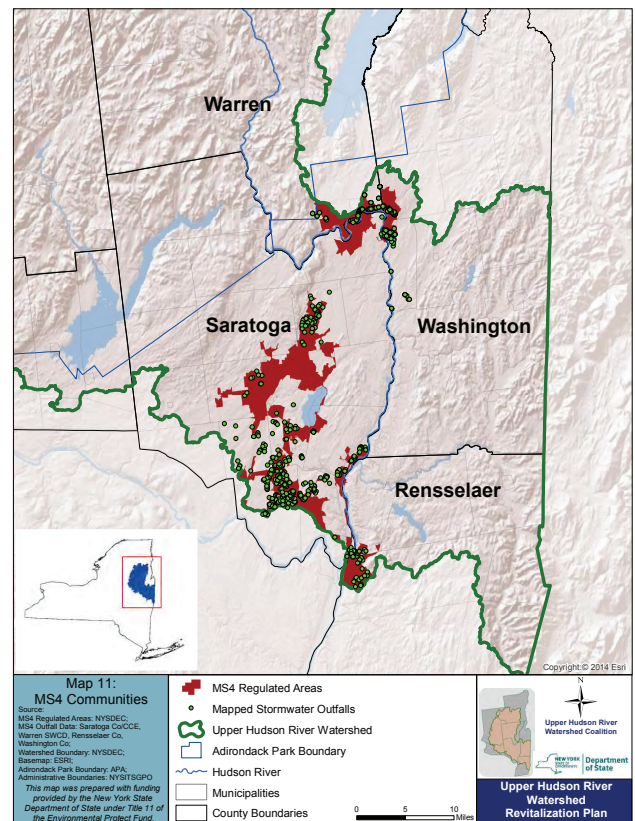 Warren
Saratoga
Washington
Rensselaer
Copyright:© 2014 Esri
Map 11:
MS4 Communities
Source:
MS4 Regulated Areas: NYSDEC;
MS4 Outfall Data: Saratoga Co/CCE,
Warren SWCD, Rensselaer Co,
Washington Co;
Watershed Boundary: NYSDEC;
Basemap: ESRI;
Adirondack Park Boundary: APA;
Administrative Boundaries: NYSITSGPO
This map was prepared with funding
provided by the New York State
Department of State under Title 11 of
the Environmental Protect Fund.
MS4 Regulated Areas
Mapped Stormwater Outfalls
Upper Hudson River Watershed
Adirondack Park Boundary
Hudson River
Municipalities
County Boundaries
0 5 10
Miles
N
Upper Hudson River
Watershed Coalition
NEW YORK
STATE OF
OPPORTUNITY
Department
of State
Upper Hudson River
Watershed
Revitalization Plan